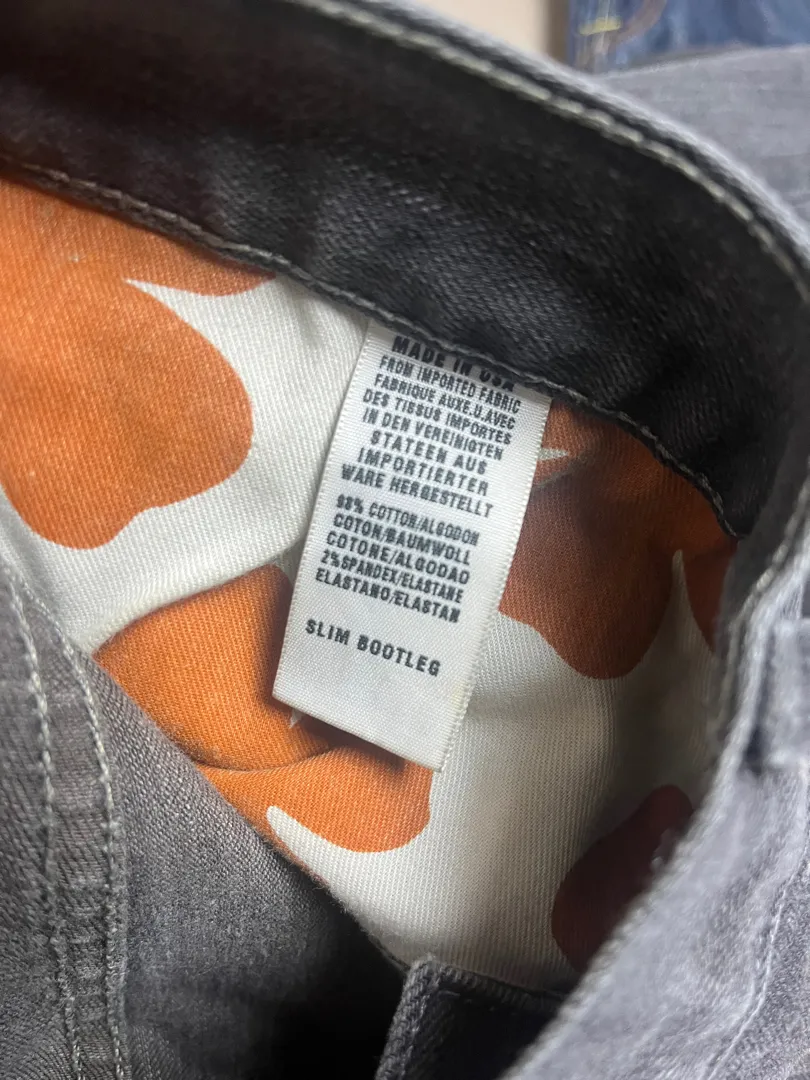 MADE IN USA
FROM IMPORTED FABRIC
FABRIQUE AUXE.U.AVEC
DES TISSUS IMPORTES
IN DEN VEREINIGTEN
STATEEN AUS
IMPORTIERTER
WARE HERGESTELLT
98% COTTON/ALGODON
COTON/BAUMWOLL
COTONE/ALGODAO
2%SPANDEX/ELASTANE
ELASTANO/ELASTAN
SLIM BOOTLEG